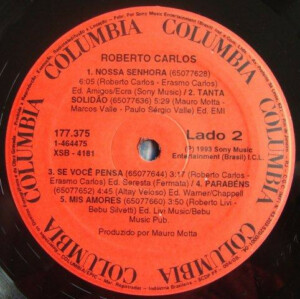 COLUMBIA COLUMBIA COLUMBIA COLUMBIA COLUMBIA COLUMBIA
ROBERTO CARLOS
1. NOSSA SENHORA (65077628)
6:05 (Roberto Carlos - Erasmo Carlos)
Ed. Amigos/Ecra (Sony Music) / 2. TANTA
SOLIDÃO (65077636) 5:29 (Mauro Motta -
Marcos Valle - Paulo Sérgio Valle) Ed. EMI
177.375
1-464475
XSB - 4181
Lado 2
(P) 1993 Sony Music
Entertainment (Brasil) I.C.L.
3. SE VOCÊ PENSA (65077644) 3:17 (Roberto Carlos -
Erasmo Carlos) Ed. Seresta (Fermata) / 4. PARABÉNS
(65077652) 4:45 (Altay Veloso) Ed. Warner/Chappell
5. MIS AMORES (65077660) 3:50 (Roberto Livi -
Bebu Silvetti) Ed. Livi Music/Bebu
Music Pub.
Produzido por Mauro Motta